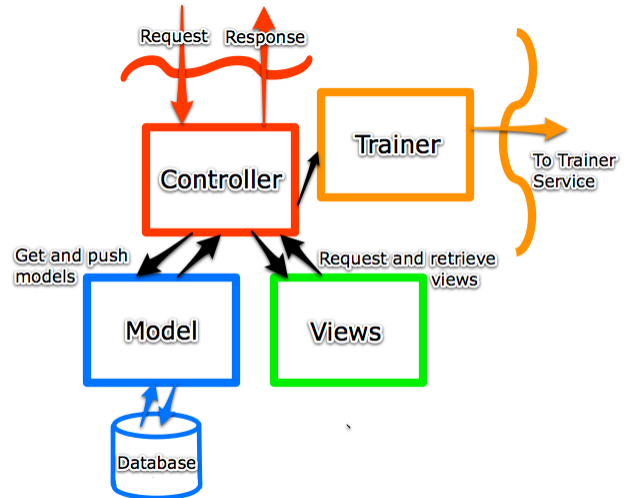 Request
Response
Trainer
To Trainer
Service
Controller
Get and push
models
Request and retrieve
views
Model
Views
Database